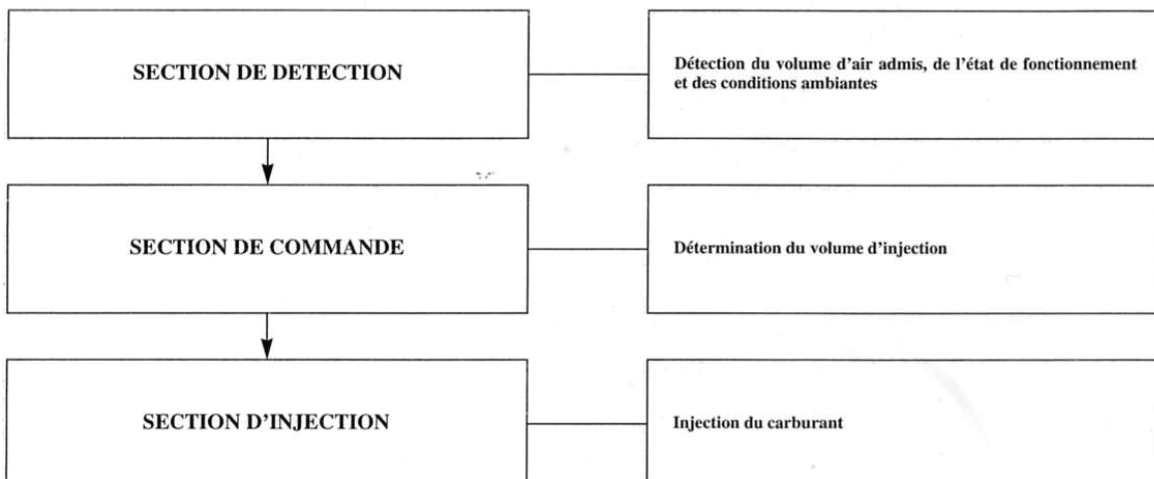 SECTION DE DETECTION
Détection du volume d'air admis, de l'état de fonctionnement
et des conditions ambiantes
SECTION DE COMMANDE
Détermination du volume d'injection
SECTION D'INJECTION
Injection du carburant